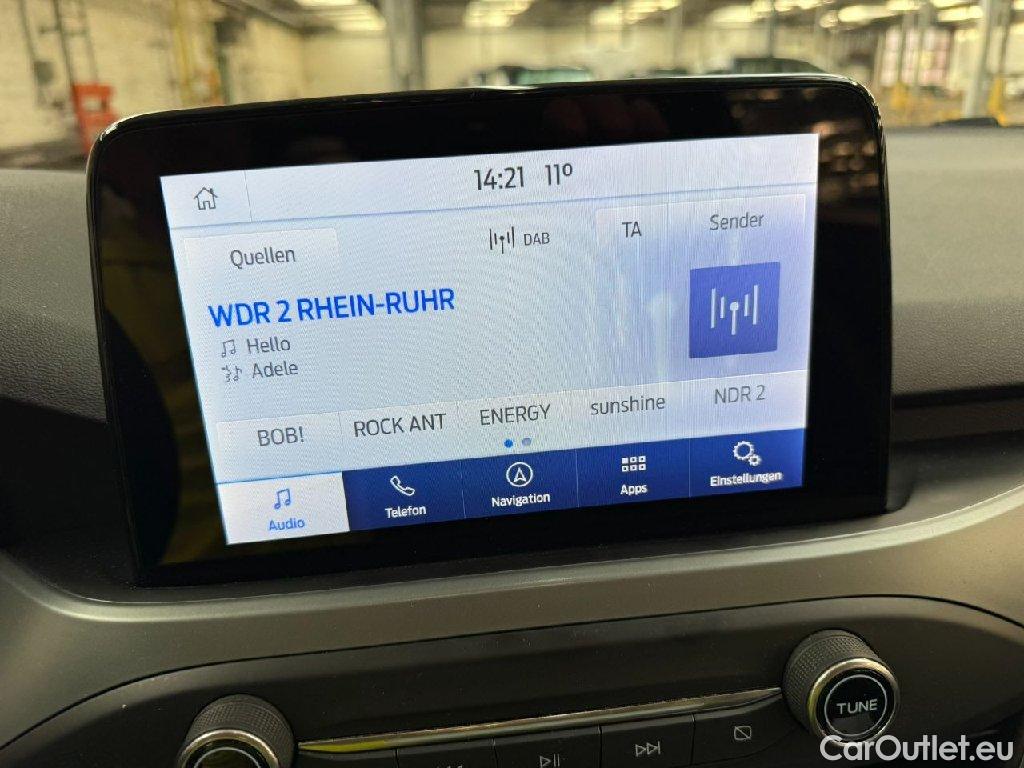 14:21 11º
Quellen DAB TA Sender
WDR 2 RHEIN-RUHR
Hello
Adele
BOB! ROCK ANT ENERGY sunshine NDR 2
Audio Telefon Navigation Apps Einstellungen
TUNE
CarOutlet.eu